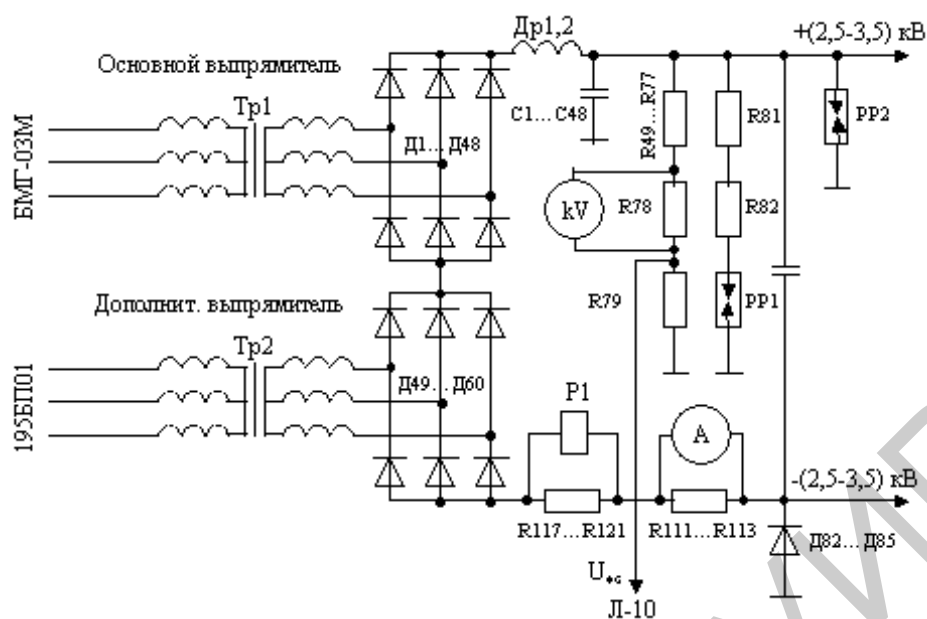 Др1,2
+(2,5-3,5) кВ
Основной выпрямитель
Тр1
БМГ-03М
Д1... Д48
С1... С48
R49...R77
R81
РР2
kV
R78
R82
R79
РР1
Дополнит. выпрямитель
Тр2
195БП01
Д49... Д60
Р1
А
-(2,5-3,5) кВ
R117...R121
R111...R113
Д82... Д85
Л-10